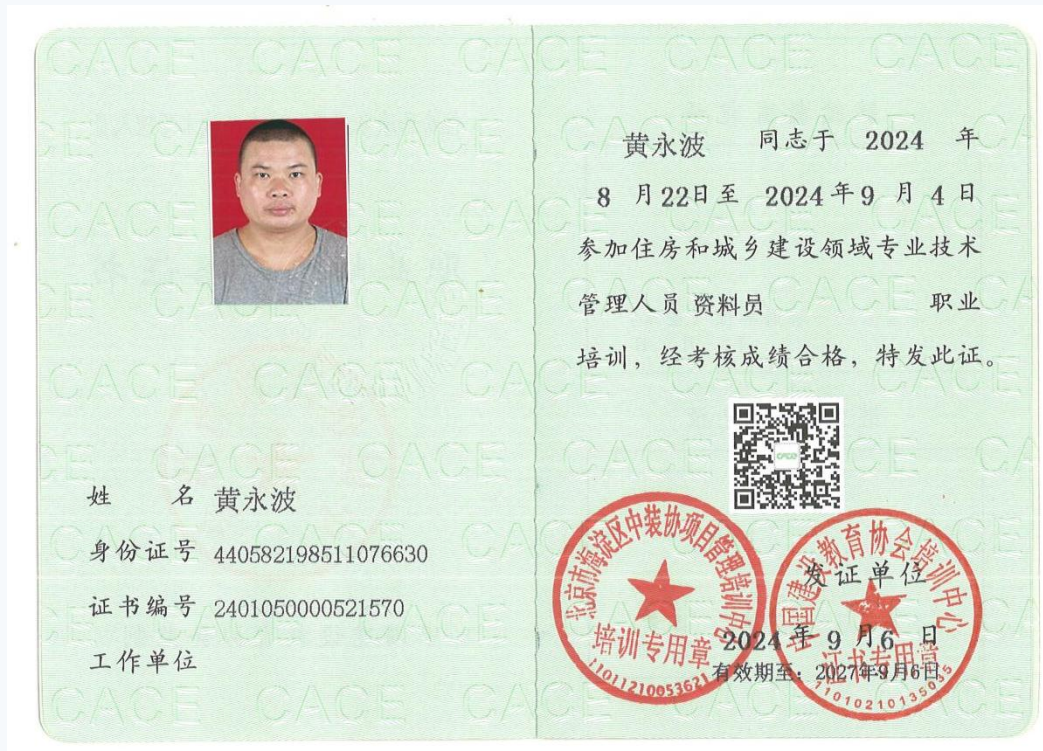 黄永波 同志于 2024 年
8 月 22日 至 2024 年 9 月 4 日
参加住房和城乡建设领域专业技术
管理人员 资料员 职业
培训，经考核成绩合格，特发此证。
姓 名 黄永波
身份证号 440582198511076630
证书编号 2401050000521570
工作单位
发证单位
2024 年 9 月 6 日
有效期至：2027年9月6日
北京市海淀区中装协项目管理培训中心
培训专用章
中国建设教育协会培训中心
证书专用章
CACE